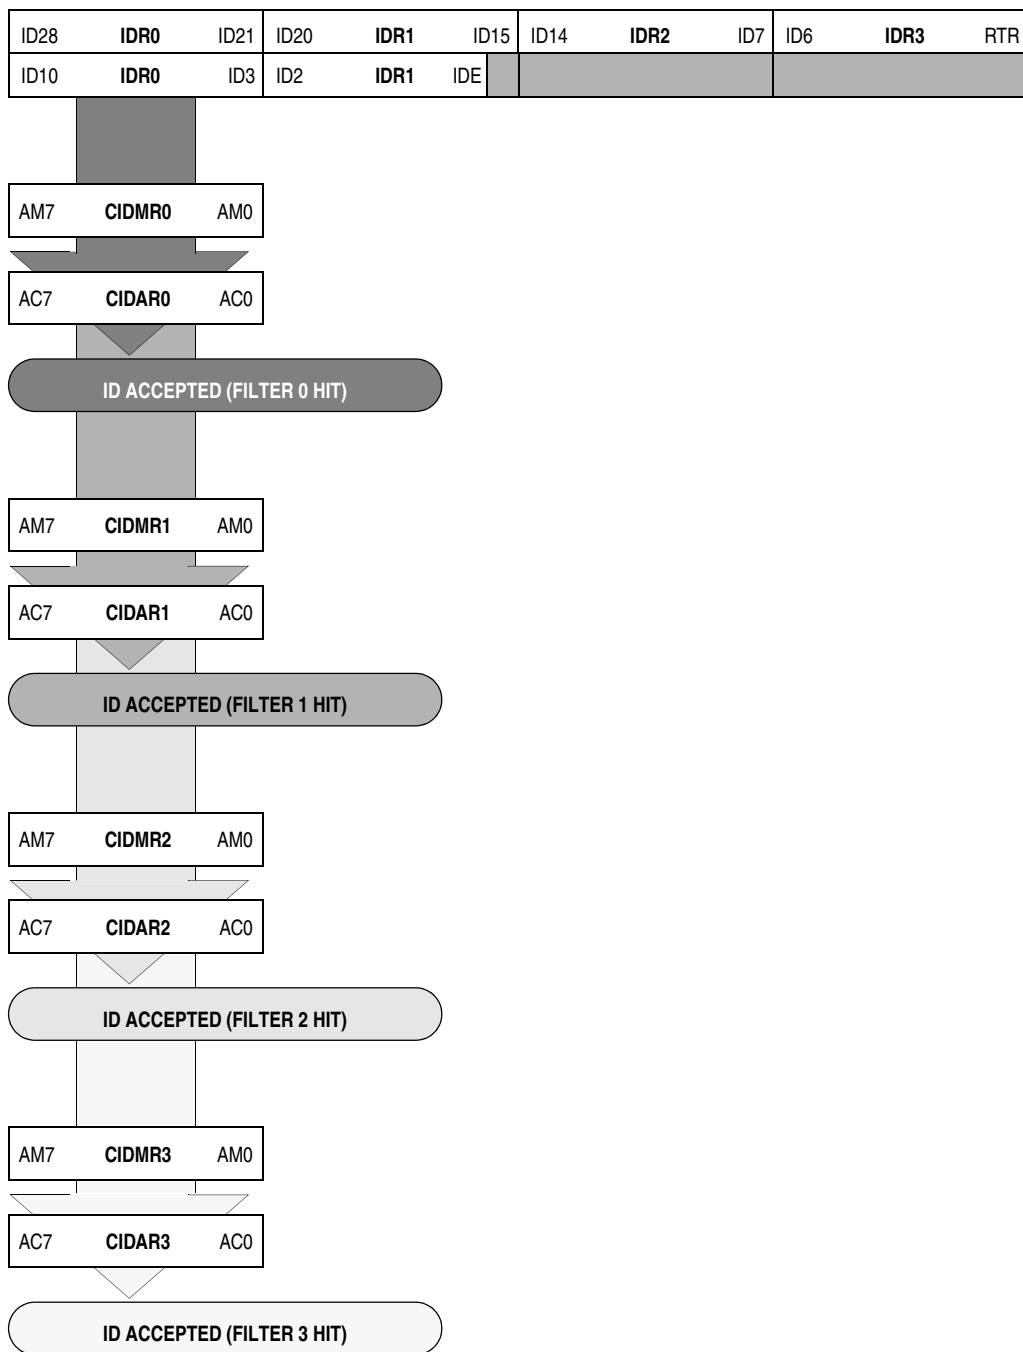 ID28 IDR0 ID21 ID20 IDR1 ID15 ID14 IDR2 ID7 ID6 IDR3 RTR
ID10 IDR0 ID3 ID2 IDR1 IDE
AM7 CIDMR0 AM0
AC7 CIDAR0 AC0
ID ACCEPTED (FILTER 0 HIT)
AM7 CIDMR1 AM0
AC7 CIDAR1 AC0
ID ACCEPTED (FILTER 1 HIT)
AM7 CIDMR2 AM0
AC7 CIDAR2 AC0
ID ACCEPTED (FILTER 2 HIT)
AM7 CIDMR3 AM0
AC7 CIDAR3 AC0
ID ACCEPTED (FILTER 3 HIT)